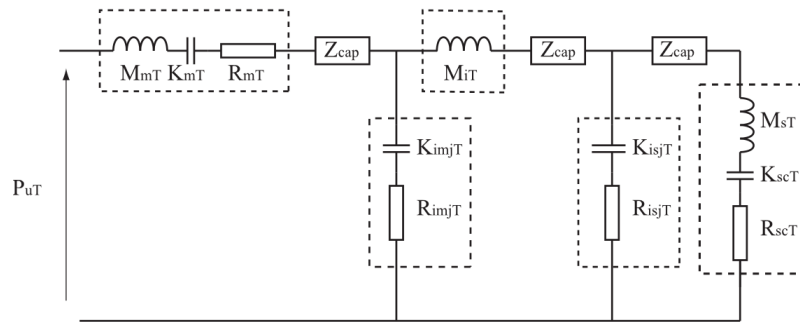 Zcap Zcap Zcap
MmT KmT RmT MiT
MsT
KimjT KisjT
KscT
PuT
RimjT RisjT
RscT